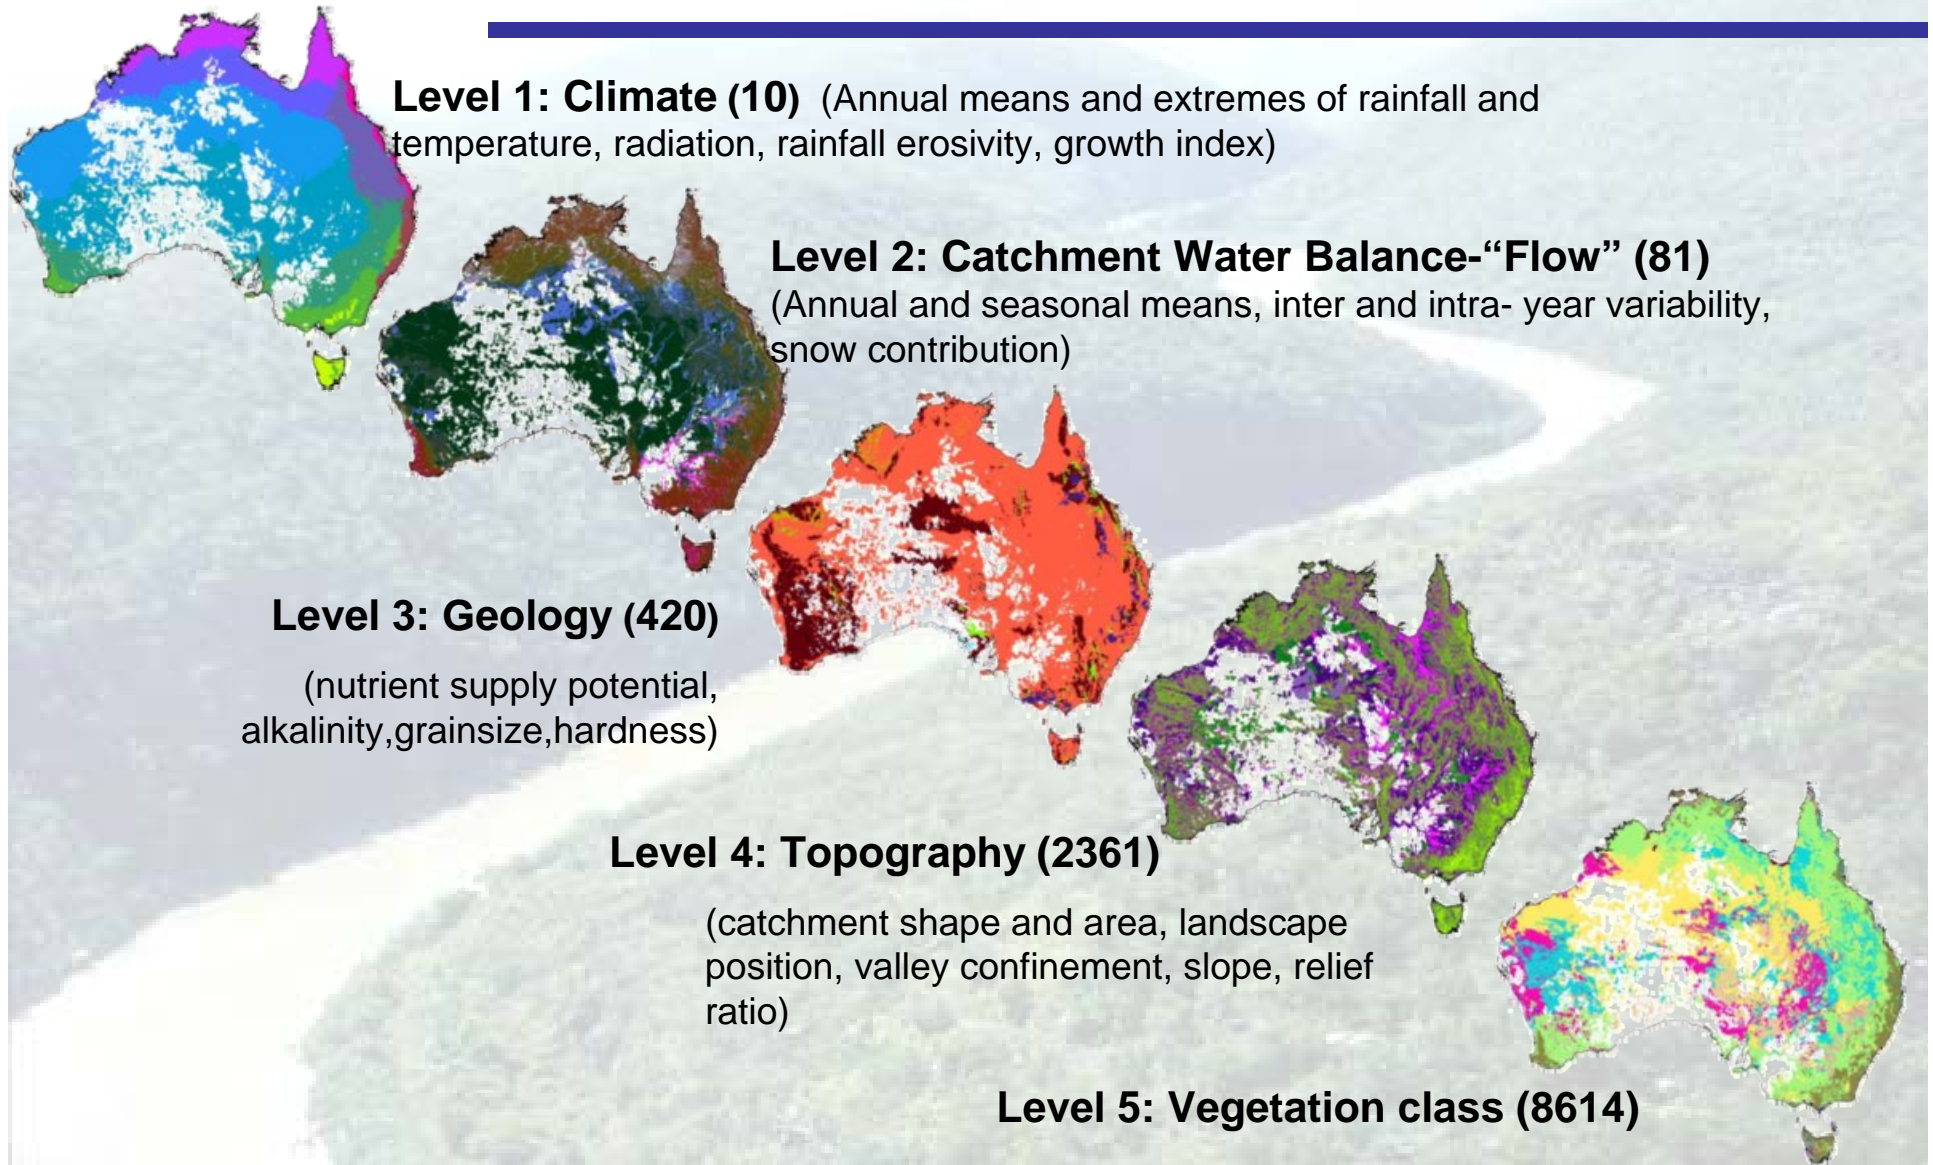 Level 1: Climate (10) (Annual means and extremes of rainfall and
temperature, radiation, rainfall erosivity, growth index)
Level 2: Catchment Water Balance-“Flow” (81)
(Annual and seasonal means, inter and intra- year variability,
snow contribution)
Level 3: Geology (420)
(nutrient supply potential,
alkalinity,grainsize,hardness)
Level 4: Topography (2361)
(catchment shape and area, landscape
position, valley confinement, slope, relief
ratio)
Level 5: Vegetation class (8614)